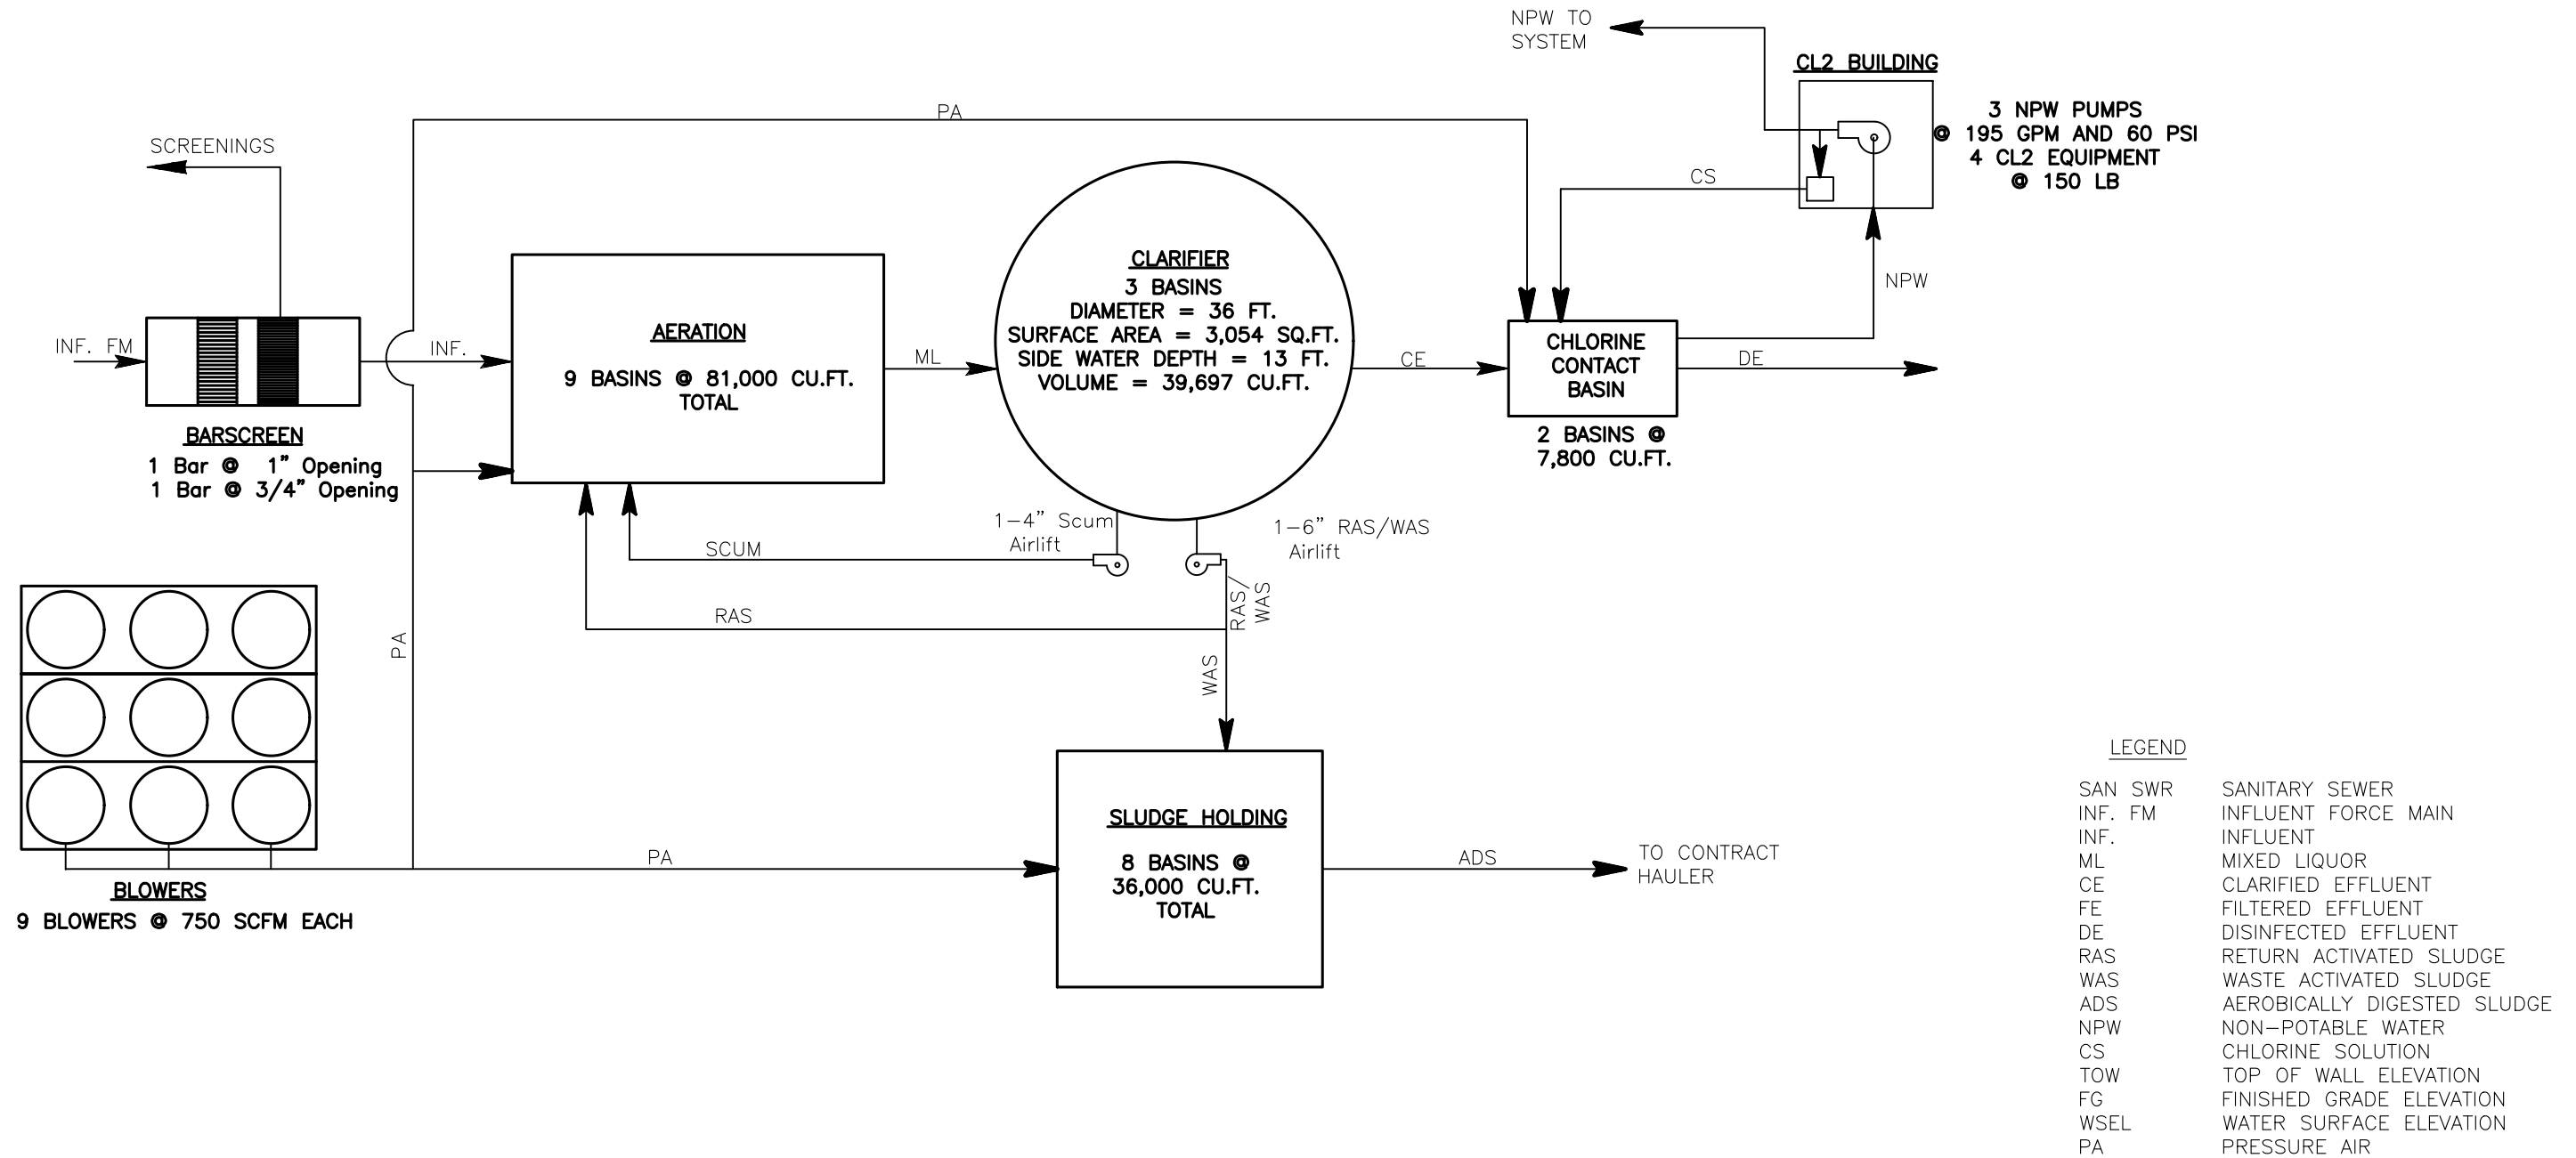 NPW TO
SYSTEM
CL2 BUILDING
3 NPW PUMPS
@ 195 GPM AND 60 PSI
4 CL2 EQUIPMENT
@ 150 LB
PA
SCREENINGS
CS
NPW
INF. FM
INF.
BARSCREEN
1 Bar @ 1" Opening
1 Bar @ 3/4" Opening
AERATION
9 BASINS @ 81,000 CU.FT.
TOTAL
ML
CLARIFIER
3 BASINS
DIAMETER = 36 FT.
SURFACE AREA = 3,054 SQ.FT.
SIDE WATER DEPTH = 13 FT.
VOLUME = 39,697 CU.FT.
CE
CHLORINE
CONTACT
BASIN
2 BASINS @
7,800 CU.FT.
DE
1-4" Scum
Airlift
1-6" RAS/WAS
Airlift
SCUM
RAS
RAS/
WAS
WAS
PA
PA
BLOWERS
9 BLOWERS @ 750 SCFM EACH
SLUDGE HOLDING
8 BASINS @
36,000 CU.FT.
TOTAL
ADS
TO CONTRACT
HAULER
LEGEND
SAN SWR SANITARY SEWER
INF. FM INFLUENT FORCE MAIN
INF. INFLUENT
ML MIXED LIQUOR
CE CLARIFIED EFFLUENT
FE FILTERED EFFLUENT
DE DISINFECTED EFFLUENT
RAS RETURN ACTIVATED SLUDGE
WAS WASTE ACTIVATED SLUDGE
ADS AEROBICALLY DIGESTED SLUDGE
NPW NON-POTABLE WATER
CS CHLORINE SOLUTION
TOW TOP OF WALL ELEVATION
FG FINISHED GRADE ELEVATION
WSEL WATER SURFACE ELEVATION
PA PRESSURE AIR